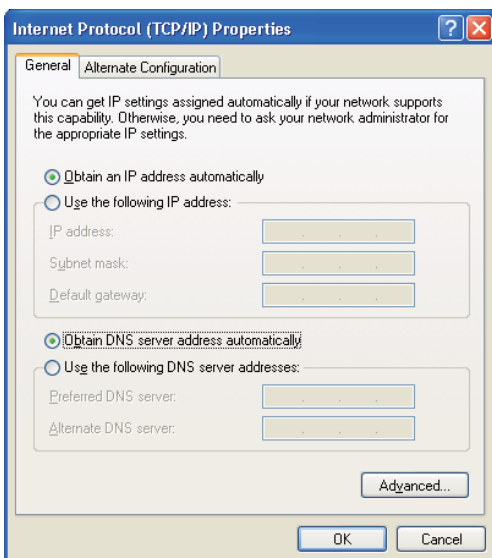 Internet Protocol (TCP/IP) Properties
General
Alternate Configuration
You can get IP settings assigned automatically if your network supports
this capability. Otherwise, you need to ask your network administrator for
the appropriate IP settings.
Obtain an IP address automatically
Use the following IP address:
IP address:
Subnet mask:
Default gateway:
Obtain DNS server address automatically
Use the following DNS server addresses:
Preferred DNS server:
Alternate DNS server:
Advanced...
OK
Cancel